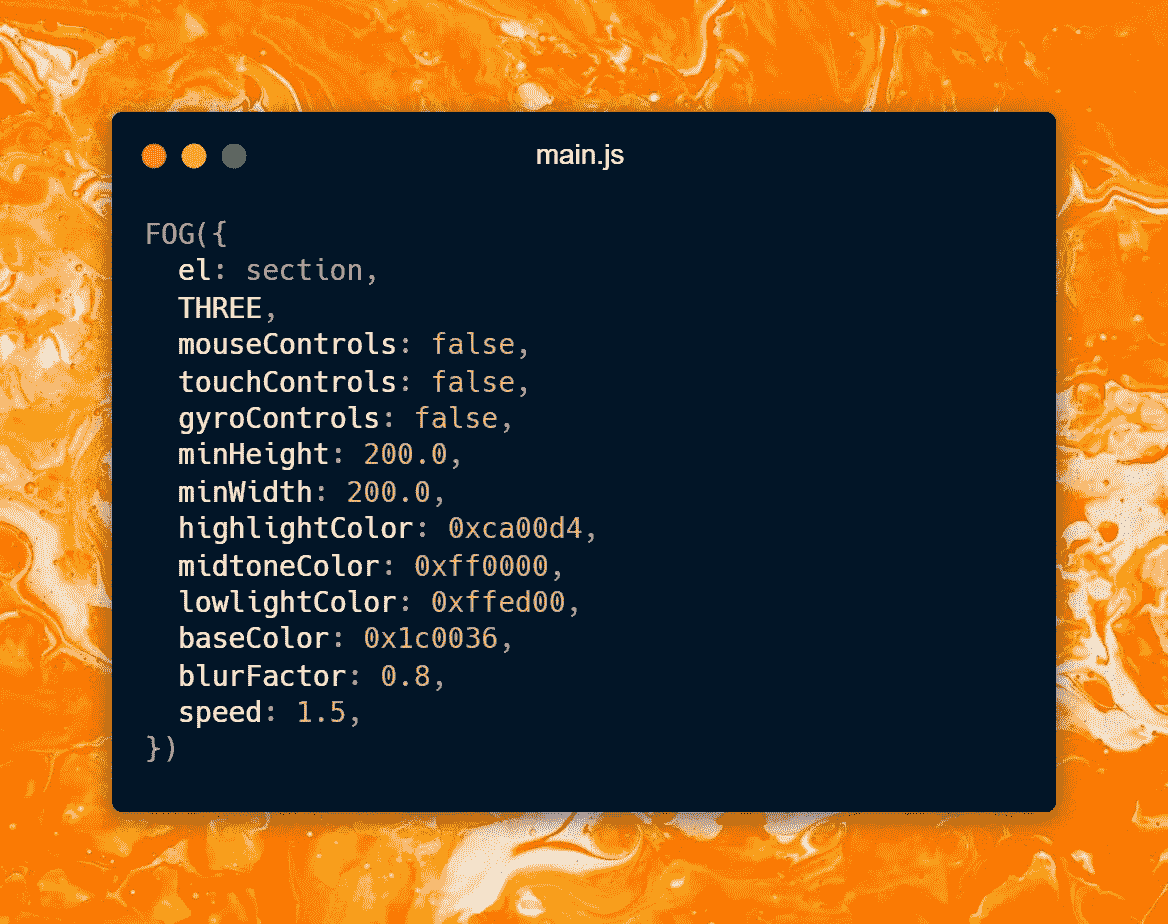 main.js
FOG({
  el: section,
  THREE,
  mouseControls: false,
  touchControls: false,
  gyroControls: false,
  minHeight: 200.0,
  minWidth: 200.0,
  highlightColor: 0xca00d4,
  midtoneColor: 0xff0000,
  lowlightColor: 0xffed00,
  baseColor: 0x1c0036,
  blurFactor: 0.8,
  speed: 1.5,
})